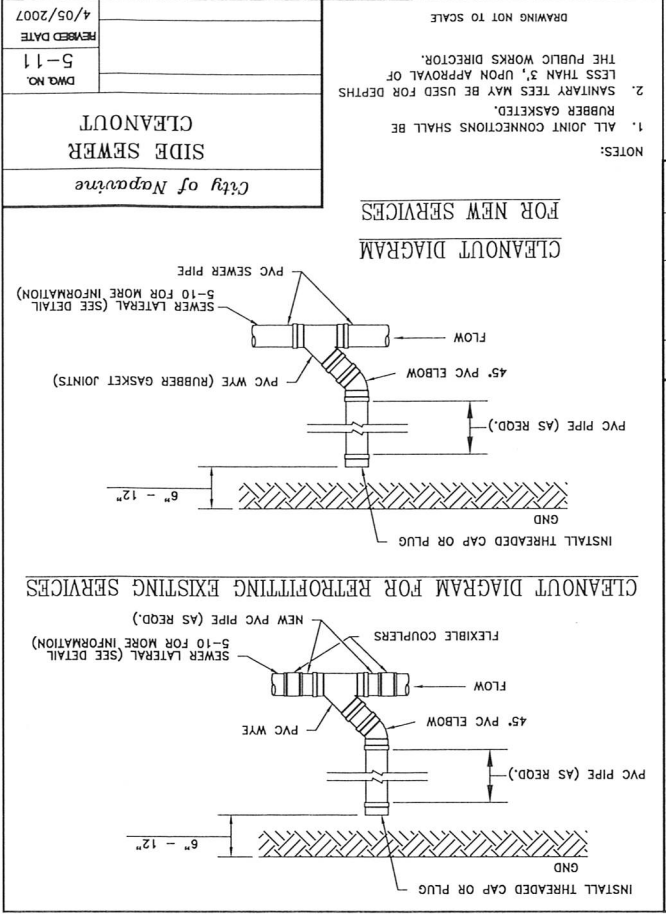 INSTALL THREADED CAP OR PLUG
GND
6" - 12"
PVC PIPE (AS REQD.)
45° PVC ELBOW
PVC WYE
FLOW
SEWER LATERAL (SEE DETAIL
5-10 FOR MORE INFORMATION)
FLEXIBLE COUPLERS
NEW PVC PIPE (AS REQD.)
CLEANOUT DIAGRAM FOR RETROFITTING EXISTING SERVICES
INSTALL THREADED CAP OR PLUG
GND
6" - 12"
PVC PIPE (AS REQD.)
45° PVC ELBOW
PVC WYE (RUBBER GASKET JOINTS)
FLOW
SEWER LATERAL (SEE DETAIL
5-10 FOR MORE INFORMATION)
PVC SEWER PIPE
CLEANOUT DIAGRAM
FOR NEW SERVICES
NOTES:
1. ALL JOINT CONNECTIONS SHALL BE
RUBBER GASKETED.
2. SANITARY TEES MAY BE USED FOR DEPTHS
LESS THAN 3', UPON APPROVAL OF
THE PUBLIC WORKS DIRECTOR.
DRAWING NOT TO SCALE
City of Napavine
SIDE SEWER
CLEANOUT
DWG. NO.
5-11
REVISED DATE
4/05/2007